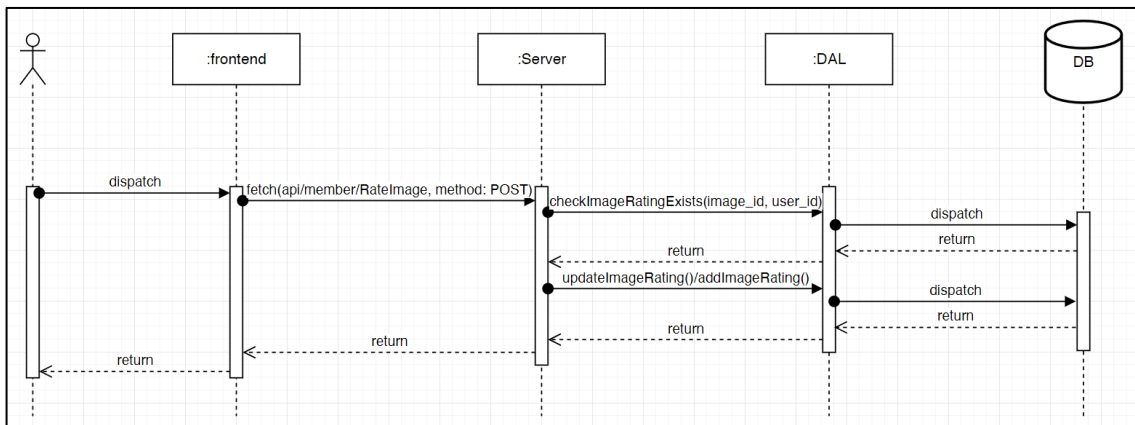 :frontend
:Server
:DAL
DB
dispatch
fetch(api/member/RateImage, method: POST)
checkImageRatingExists(image_id, user_id)
dispatch
return
return
updateImageRating()/addImageRating()
dispatch
return
return
return
return